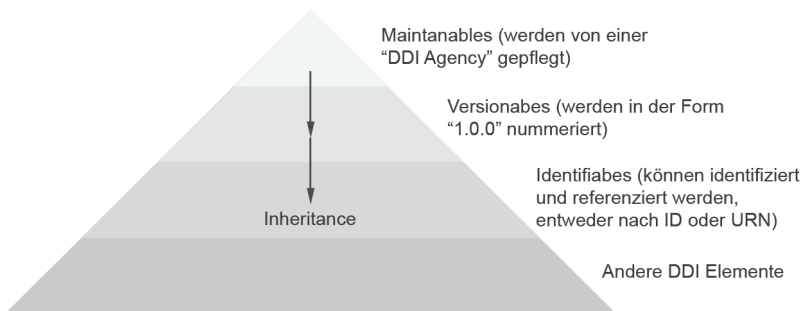 Maintanables (werden von einer
“DDI Agency” gepflegt)
Versionabes (werden in der Form
“1.0.0” nummeriert)
Identifiabes (können identifiziert
und referenziert werden,
entweder nach ID oder URN)
Inheritance
Andere DDI Elemente